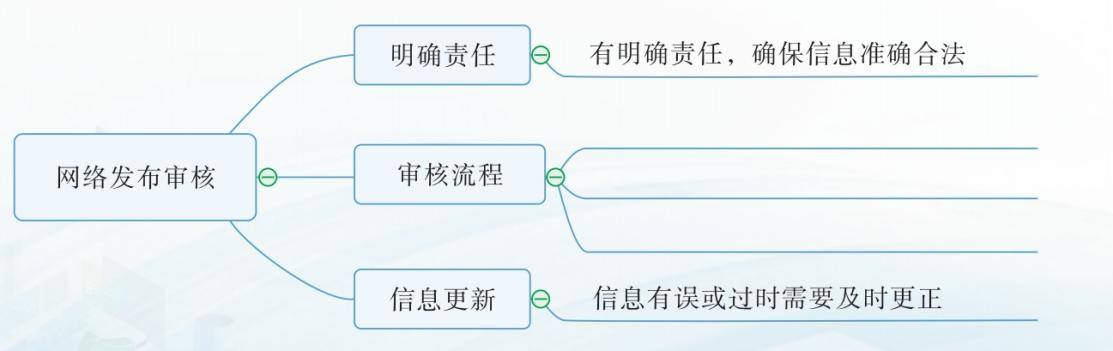 明确责任
有明确责任，确保信息准确合法
网络发布审核
审核流程
信息更新
信息有误或过时需要及时更正